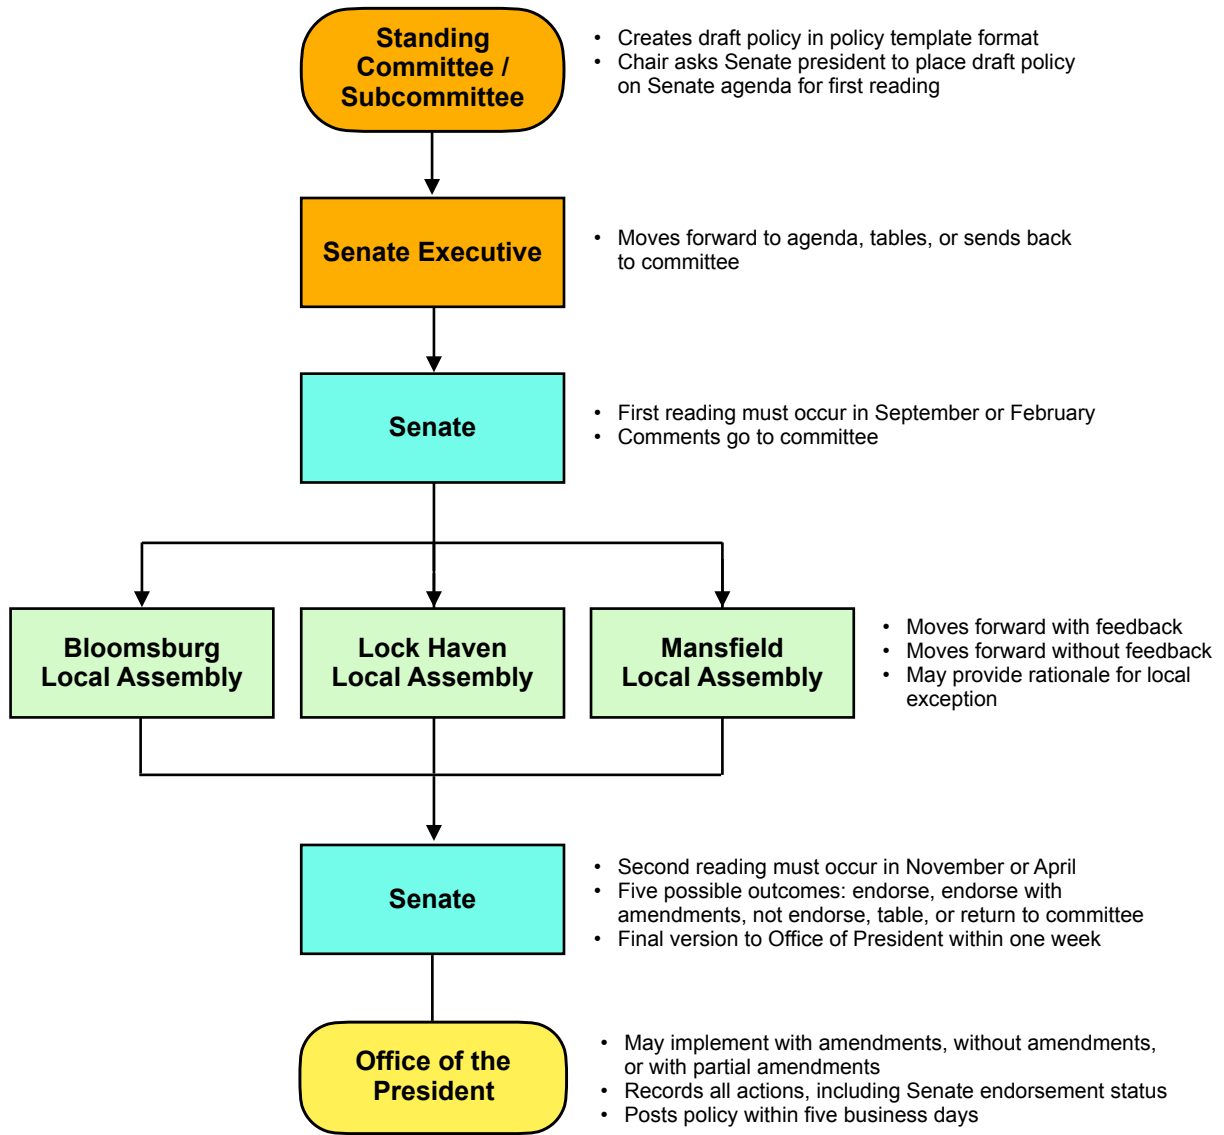 Standing
Committee /
Subcommittee
• Creates draft policy in policy template format
• Chair asks Senate president to place draft policy
on Senate agenda for first reading
Senate Executive
• Moves forward to agenda, tables, or sends back
to committee
Senate
• First reading must occur in September or February
• Comments go to committee
Bloomsburg
Local Assembly
Lock Haven
Local Assembly
Mansfield
Local Assembly
• Moves forward with feedback
• Moves forward without feedback
• May provide rationale for local
exception
Senate
• Second reading must occur in November or April
• Five possible outcomes: endorse, endorse with
amendments, not endorse, table, or return to committee
• Final version to Office of President within one week
Office of the
President
• May implement with amendments, without amendments,
or with partial amendments
• Records all actions, including Senate endorsement status
• Posts policy within five business days